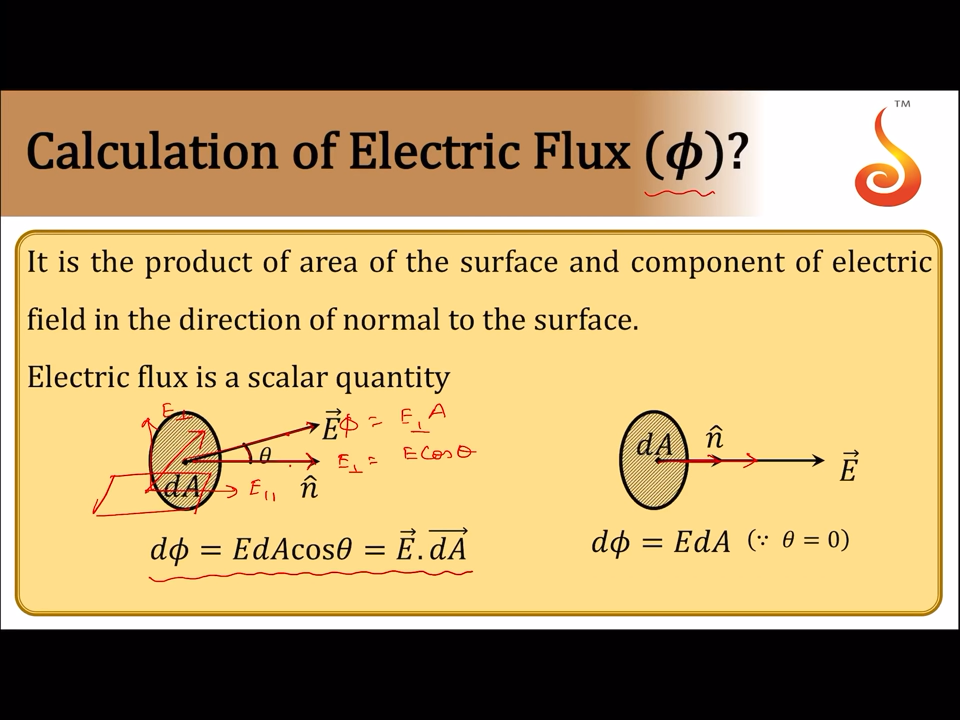 TM
Calculation of Electric Flux (ϕ)?
It is the product of area of the surface and component of electric
field in the direction of normal to the surface.
Electric flux is a scalar quantity
E⊥
E⃗
ϕ = E⊥A
θ
E⊥ = ECosθ
dA
E∥
n̂
dϕ = EdAcosθ = E⃗.dA⃗
dA
n̂
E⃗
dϕ = EdA (∵ θ = 0)